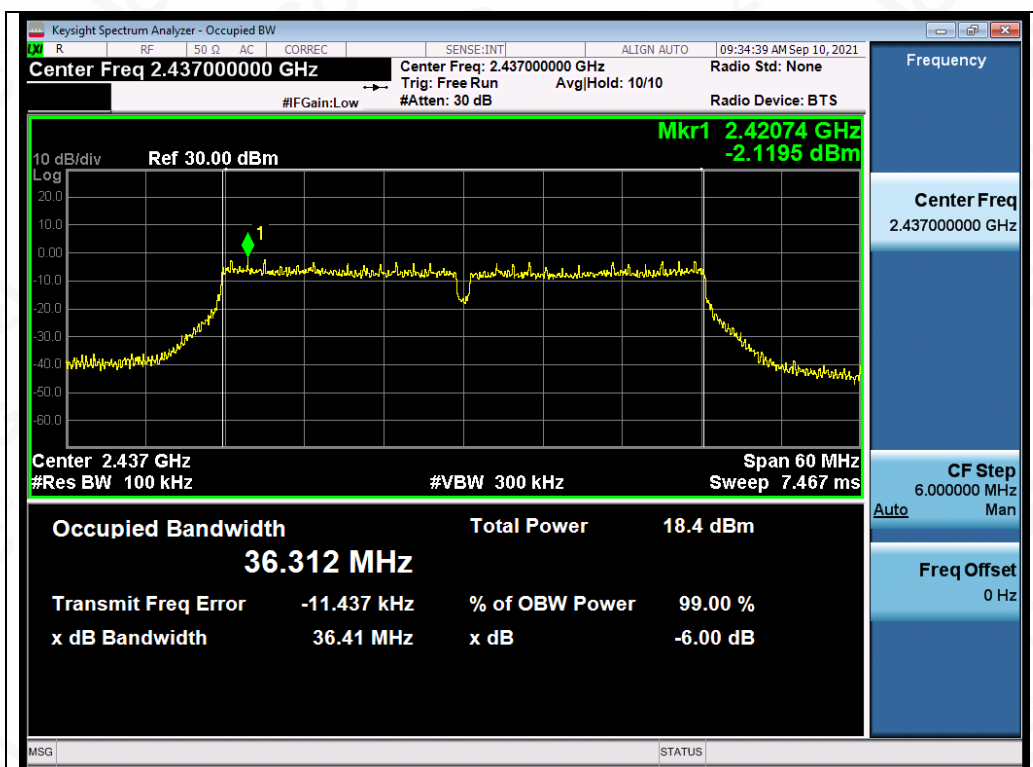 Keysight Spectrum Analyzer - Occupied BW
LXI R RF 50 Ω AC CORREC SENSE:INT ALIGN AUTO 09:34:39 AM Sep 10, 2021
Center Freq 2.437000000 GHz Center Freq: 2.437000000 GHz Radio Std: None
Trig: Free Run Avg|Hold: 10/10
#IFGain:Low #Atten: 30 dB Radio Device: BTS
Frequency
Mkr1 2.42074 GHz
-2.1195 dBm
10 dB/div Ref 30.00 dBm
Log
20.0
10.0
0.00
-10.0
-20.0
-30.0
-40.0
-50.0
-60.0
1
Center 2.437 GHz Span 60 MHz
#Res BW 100 kHz #VBW 300 kHz Sweep 7.467 ms
Occupied Bandwidth Total Power 18.4 dBm
36.312 MHz
Transmit Freq Error -11.437 kHz % of OBW Power 99.00 %
x dB Bandwidth 36.41 MHz x dB -6.00 dB
Center Freq
2.437000000 GHz
CF Step
6.000000 MHz
Auto Man
Freq Offset
0 Hz
MSG STATUS